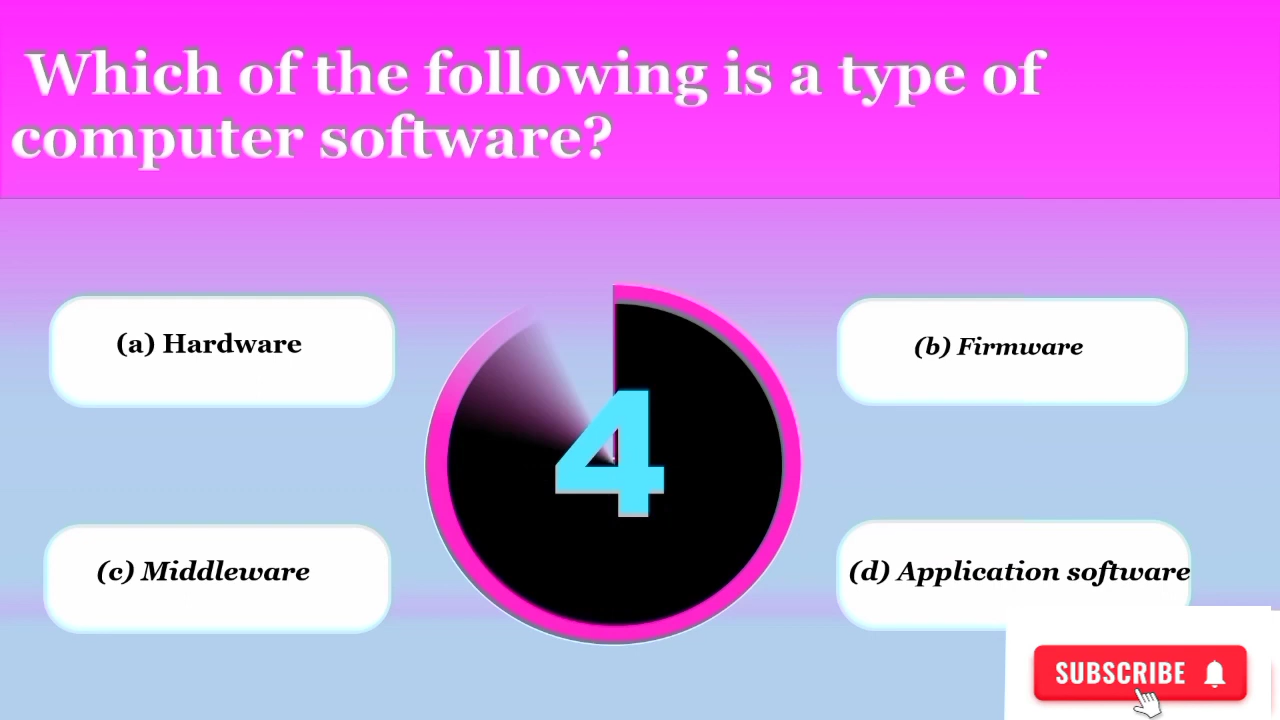 Which of the following is a type of
computer software?
(a) Hardware
(b) Firmware
4
(c) Middleware
(d) Application software
SUBSCRIBE